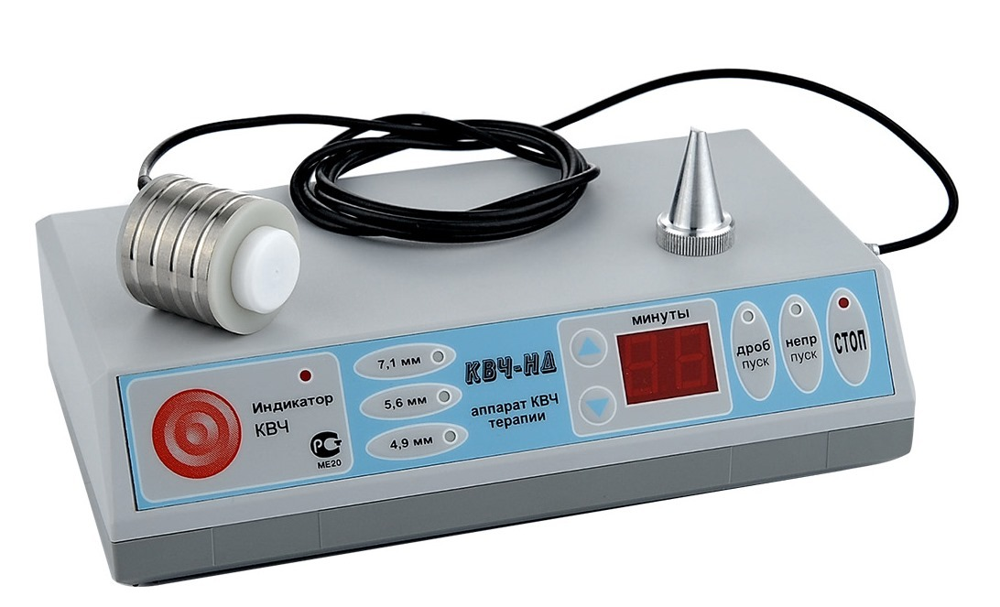 Индикатор
КВЧ
РСТ
МЕ20
7,1 мм
5,6 мм
4,9 мм
КВЧ-НД
аппарат КВЧ
терапии
минуты
дроб
пуск
непр
пуск
СТОП